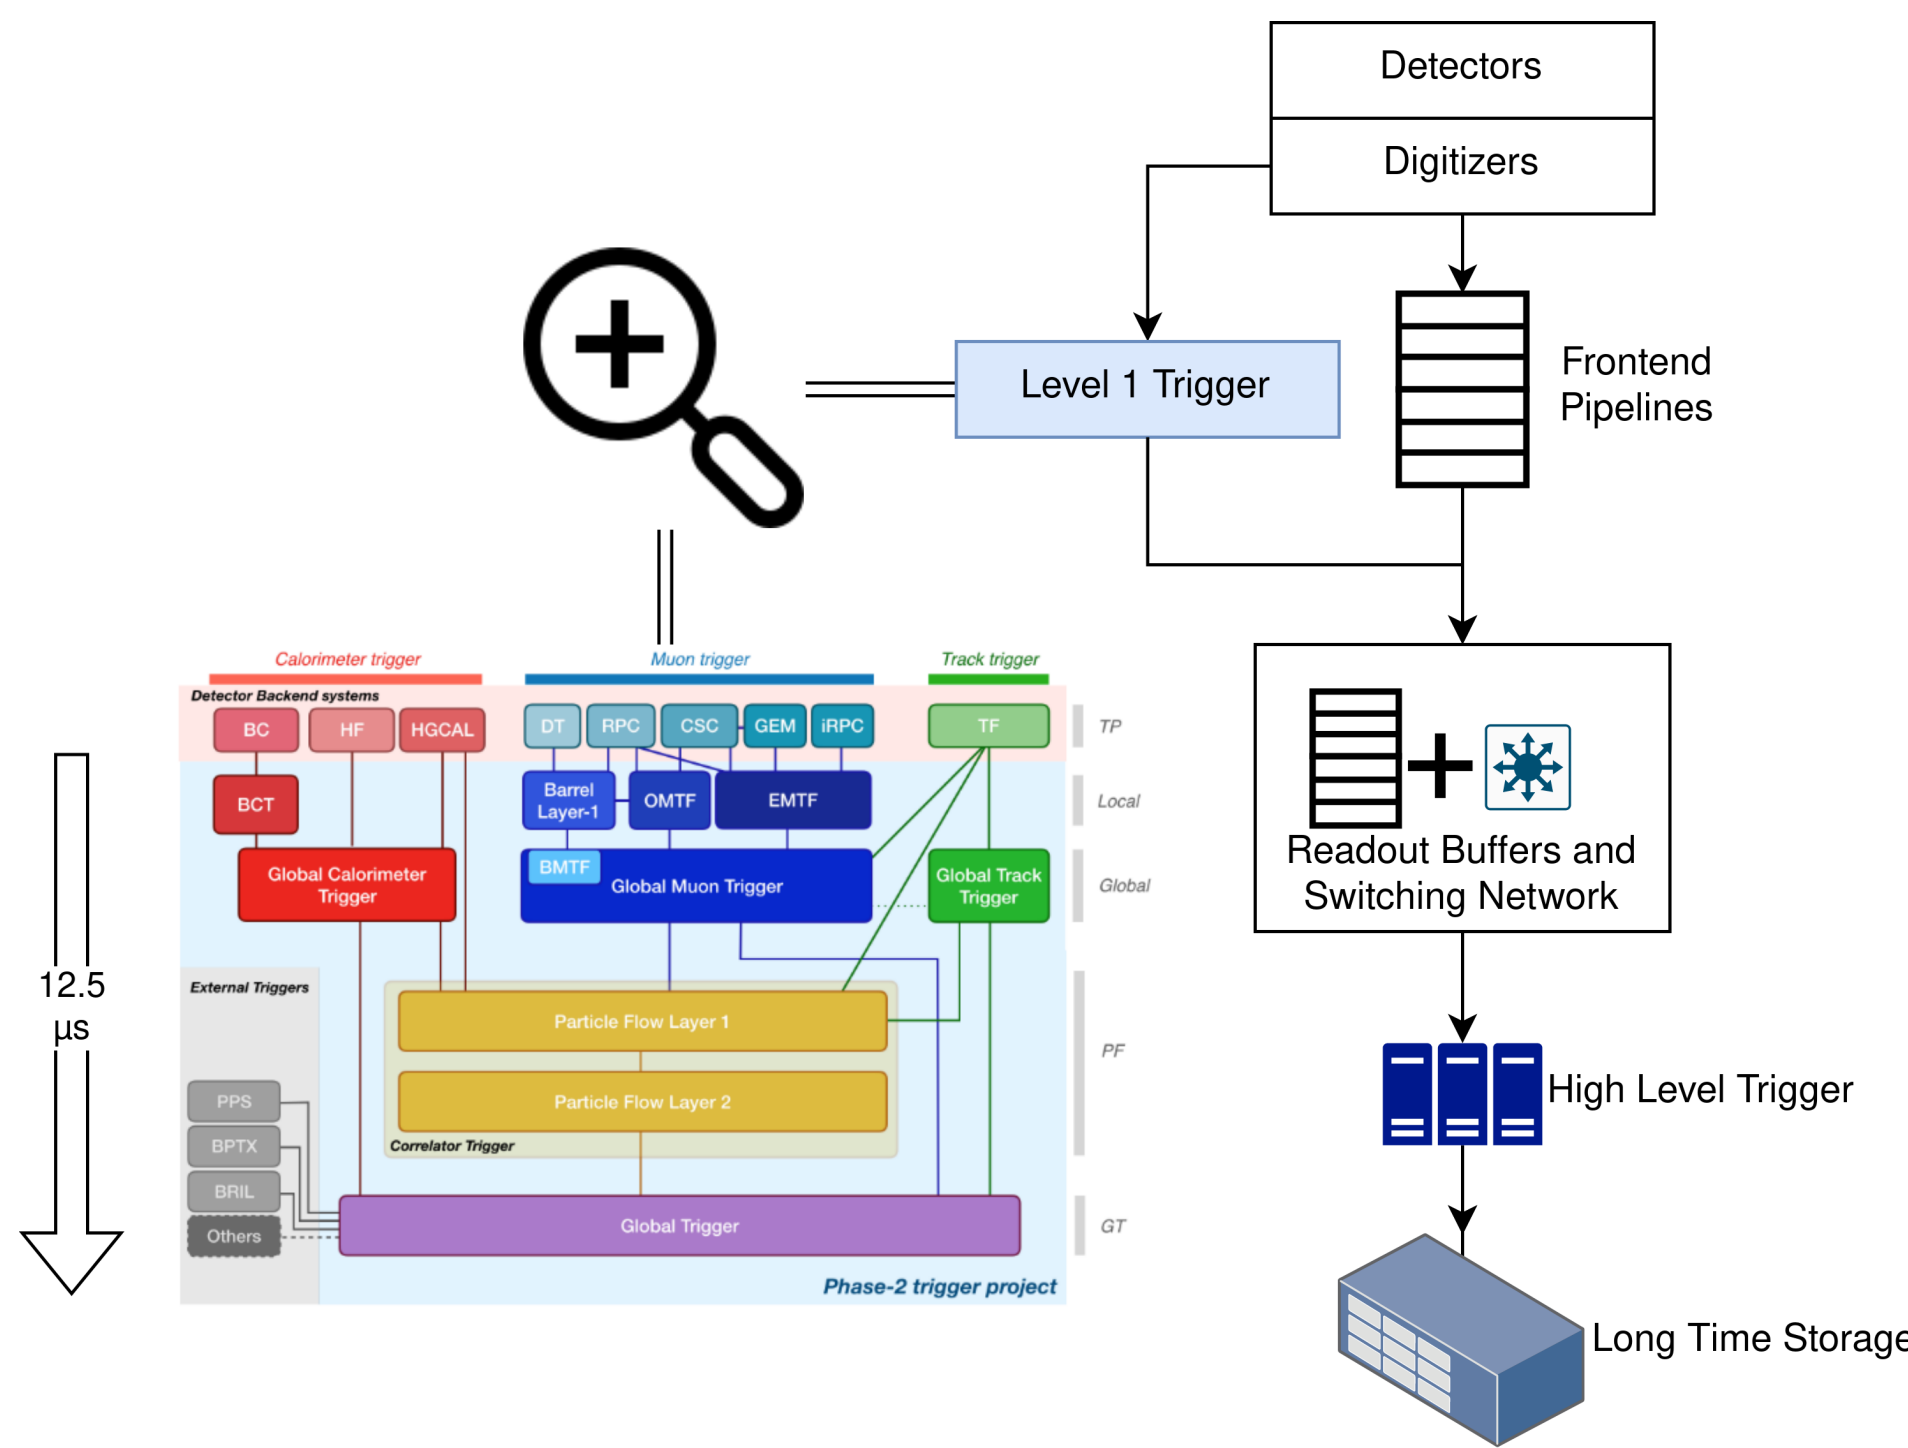 Detectors
Digitizers
Level 1 Trigger
Frontend
Pipelines
Readout Buffers and
Switching Network
High Level Trigger
Long Time Storage
12.5
µs
Calorimeter trigger
Muon trigger
Track trigger
Detector Backend systems
BC
HF
HGCAL
DT
RPC
CSC
GEM
iRPC
TF
TP
BCT
Barrel
Layer-1
OMTF
EMTF
Local
Global Calorimeter
Trigger
BMTF
Global Muon Trigger
Global Track
Trigger
Global
External Triggers
Particle Flow Layer 1
PF
Particle Flow Layer 2
Correlator Trigger
PPS
BPTX
BRIL
Others
Global Trigger
GT
Phase-2 trigger project